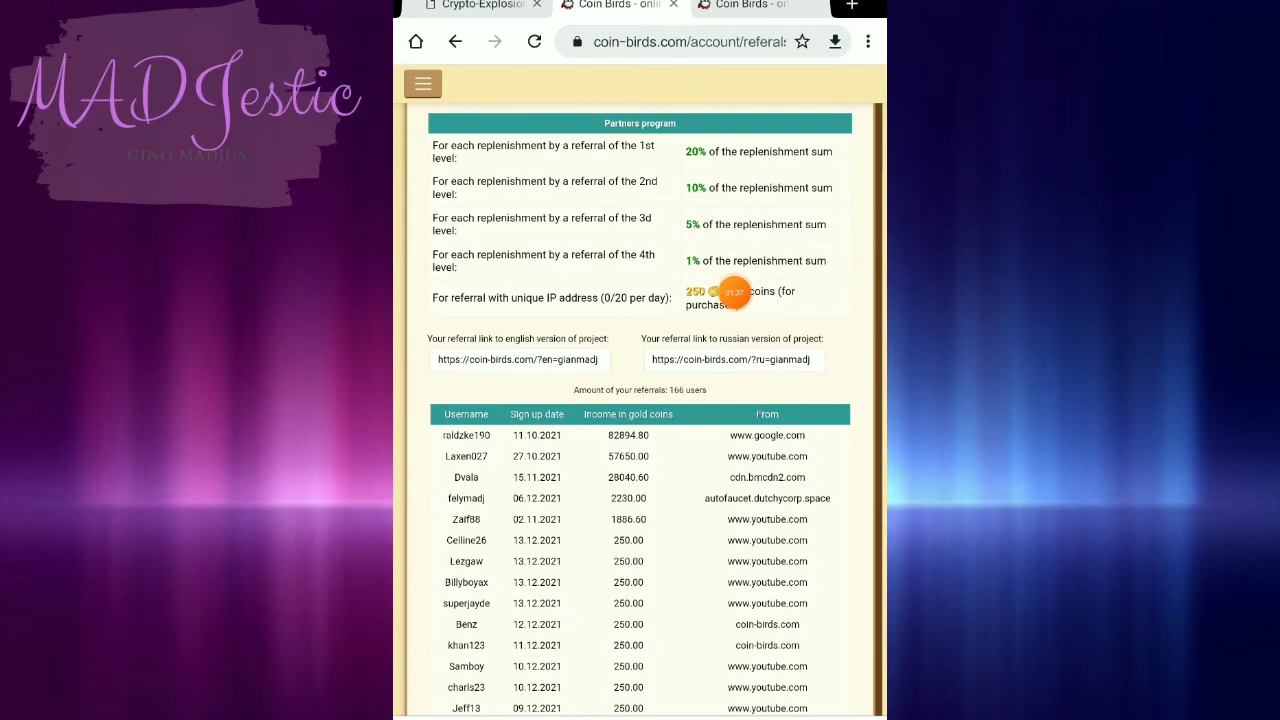 MADJestic
GINO MADJUS
Crypto-Explosion
Coin Birds - onli
Coin Birds - on
coin-birds.com/account/referals
Partners program
For each replenishment by a referral of the 1st
level:
20% of the replenishment sum
For each replenishment by a referral of the 2nd
level:
10% of the replenishment sum
For each replenishment by a referral of the 3d
level:
5% of the replenishment sum
For each replenishment by a referral of the 4th
level:
1% of the replenishment sum
For referral with unique IP address (0/20 per day):
250 coins (for
01:37
Your referral link to english version of project:
Your referral link to russian version of project:
https://coin-birds.com/?en=gianmadj
https://coin-birds.com/?ru=gianmadj
Amount of your referrals: 166 users
Username Sign up date Income in gold coins From
raldzke190 11.10.2021 82894.80 www.google.com
Laxen027 27.10.2021 57650.00 www.youtube.com
Dvala 15.11.2021 28040.60 cdn.bmcdn2.com
felymadj 06.12.2021 2230.00 autofaucet.dutchycorp.space
Zaif88 02.11.2021 1886.60 www.youtube.com
Celline26 13.12.2021 250.00 www.youtube.com
Lezgaw 13.12.2021 250.00 www.youtube.com
Billyboyax 13.12.2021 250.00 www.youtube.com
superjayde 13.12.2021 250.00 www.youtube.com
Benz 12.12.2021 250.00 coin-birds.com
khan123 11.12.2021 250.00 coin-birds.com
Samboy 10.12.2021 250.00 www.youtube.com
charls23 10.12.2021 250.00 www.youtube.com
Jeff13 09.12.2021 250.00 www.youtube.com